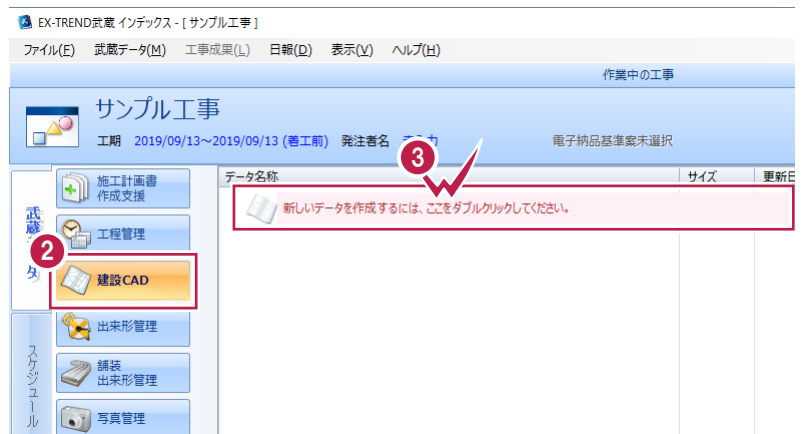 EX-TREND武蔵 インデックス - [ サンプル工事 ]
ファイル(F) 武蔵データ(M) 工事成果(L) 日報(D) 表示(V) ヘルプ(H)
作業中の工事
サンプル工事
工期 2019/09/13～2019/09/13 (着工前) 発注者名 電子納品基準案未選択
3
データ名称 サイズ 更新日
新しいデータを作成するには、ここをダブルクリックしてください。
施工計画書
作成支援
工程管理
2
建設CAD
出来形管理
舗装
出来形管理
写真管理
スケジュール